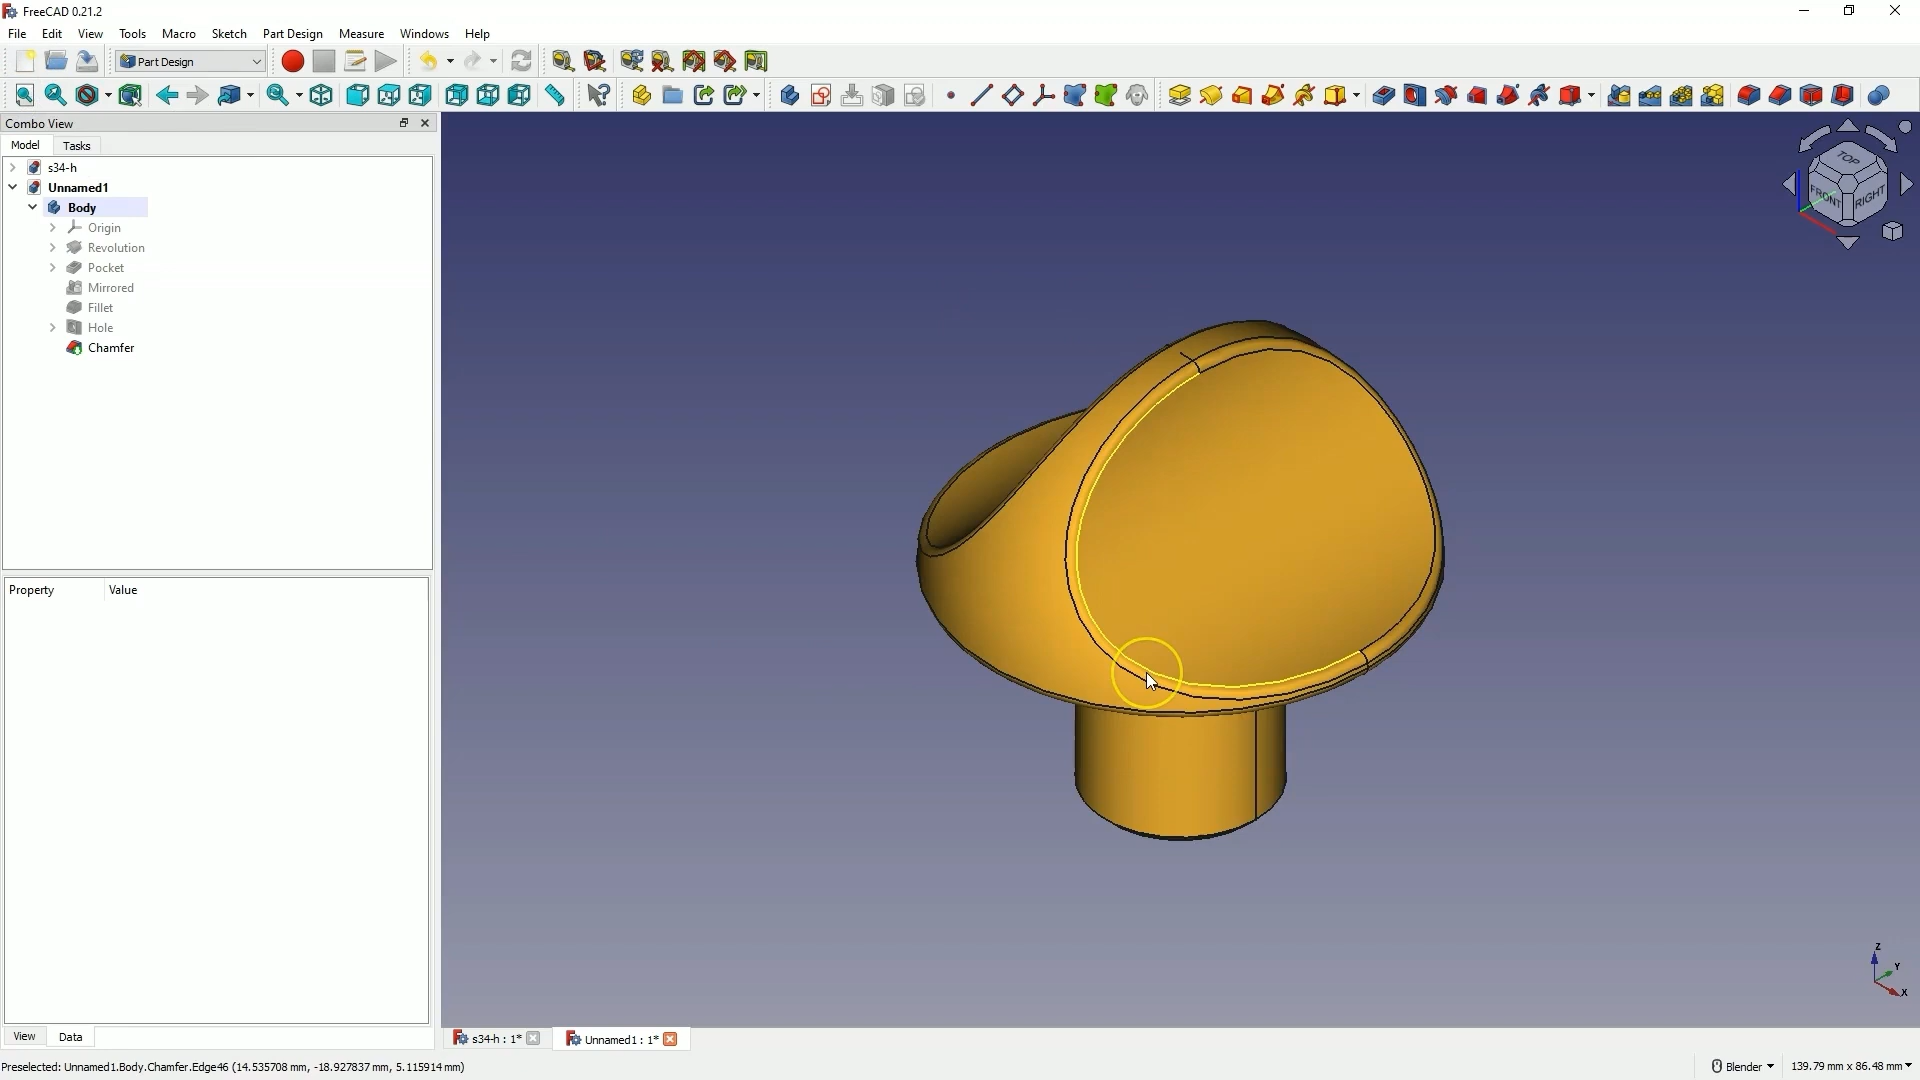 FreeCAD 0.21.2
File Edit View Tools Macro Sketch Part Design Measure Windows Help
Part Design
Combo View
Model Tasks
s34-h
Unnamed1
Body
Origin
Revolution
Pocket
Mirrored
Fillet
Hole
Chamfer
Property Value
TOP
FRONT RIGHT
Z
Y
X
View Data
s34-h : 1*
Unnamed1 : 1*
Preselected: Unnamed1.Body.Chamfer.Edge46 (14.535708 mm, -18.927837 mm, 5.115914 mm)
Blender
139.79 mm x 86.48 mm